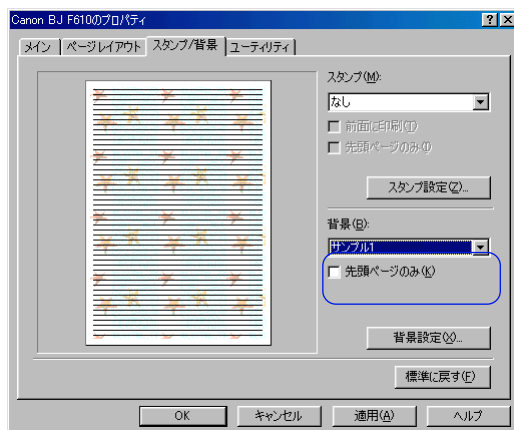 Canon BJ F610のプロパティ
メイン ページレイアウト スタンプ/背景 ユーティリティ
スタンプ(M):
なし
前面に印刷(T)
先頭ページのみ(I)
スタンプ設定(Z)...
背景(B):
サンプル1
先頭ページのみ(K)
背景設定(X)...
標準に戻す(F)
OK キャンセル 適用(A) ヘルプ